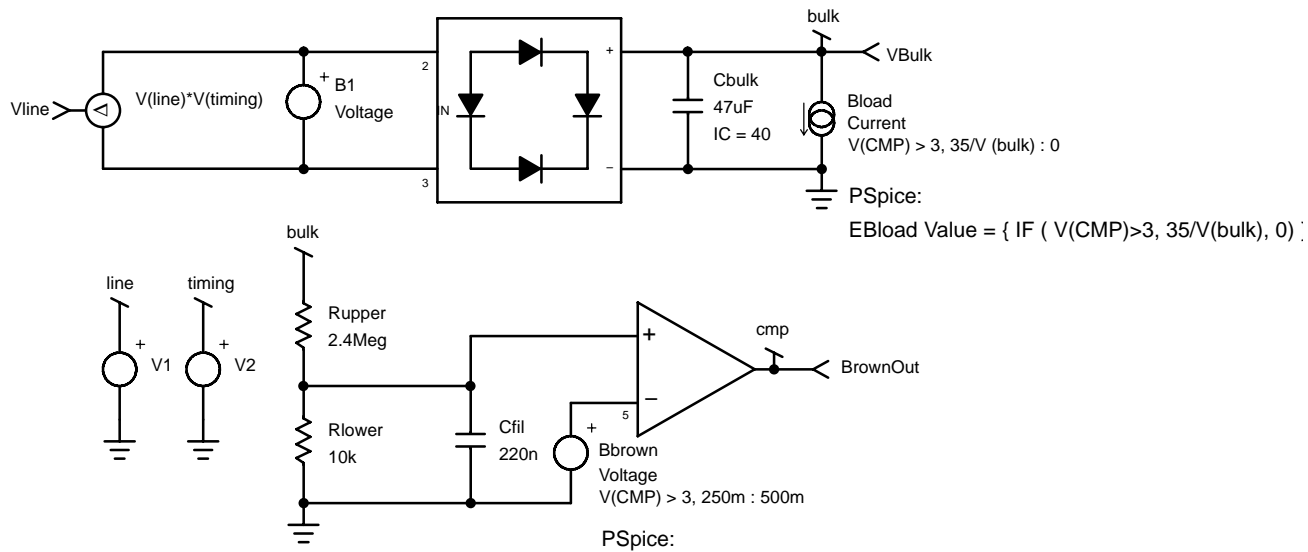 bulk
VBulk
2
+
Vline
V(line)*V(timing)
+
B1
Voltage
IN
Cbulk
47uF
IC = 40
Bload
Current
V(CMP) > 3, 35/V (bulk) : 0
3
−
PSpice:
EBload Value = { IF ( V(CMP)>3, 35/V(bulk), 0) }
bulk
line
timing
Rupper
2.4Meg
+
V1
+
V2
+
−
cmp
BrownOut
5
Rlower
10k
Cfil
220n
+
Bbrown
Voltage
V(CMP) > 3, 250m : 500m
PSpice: